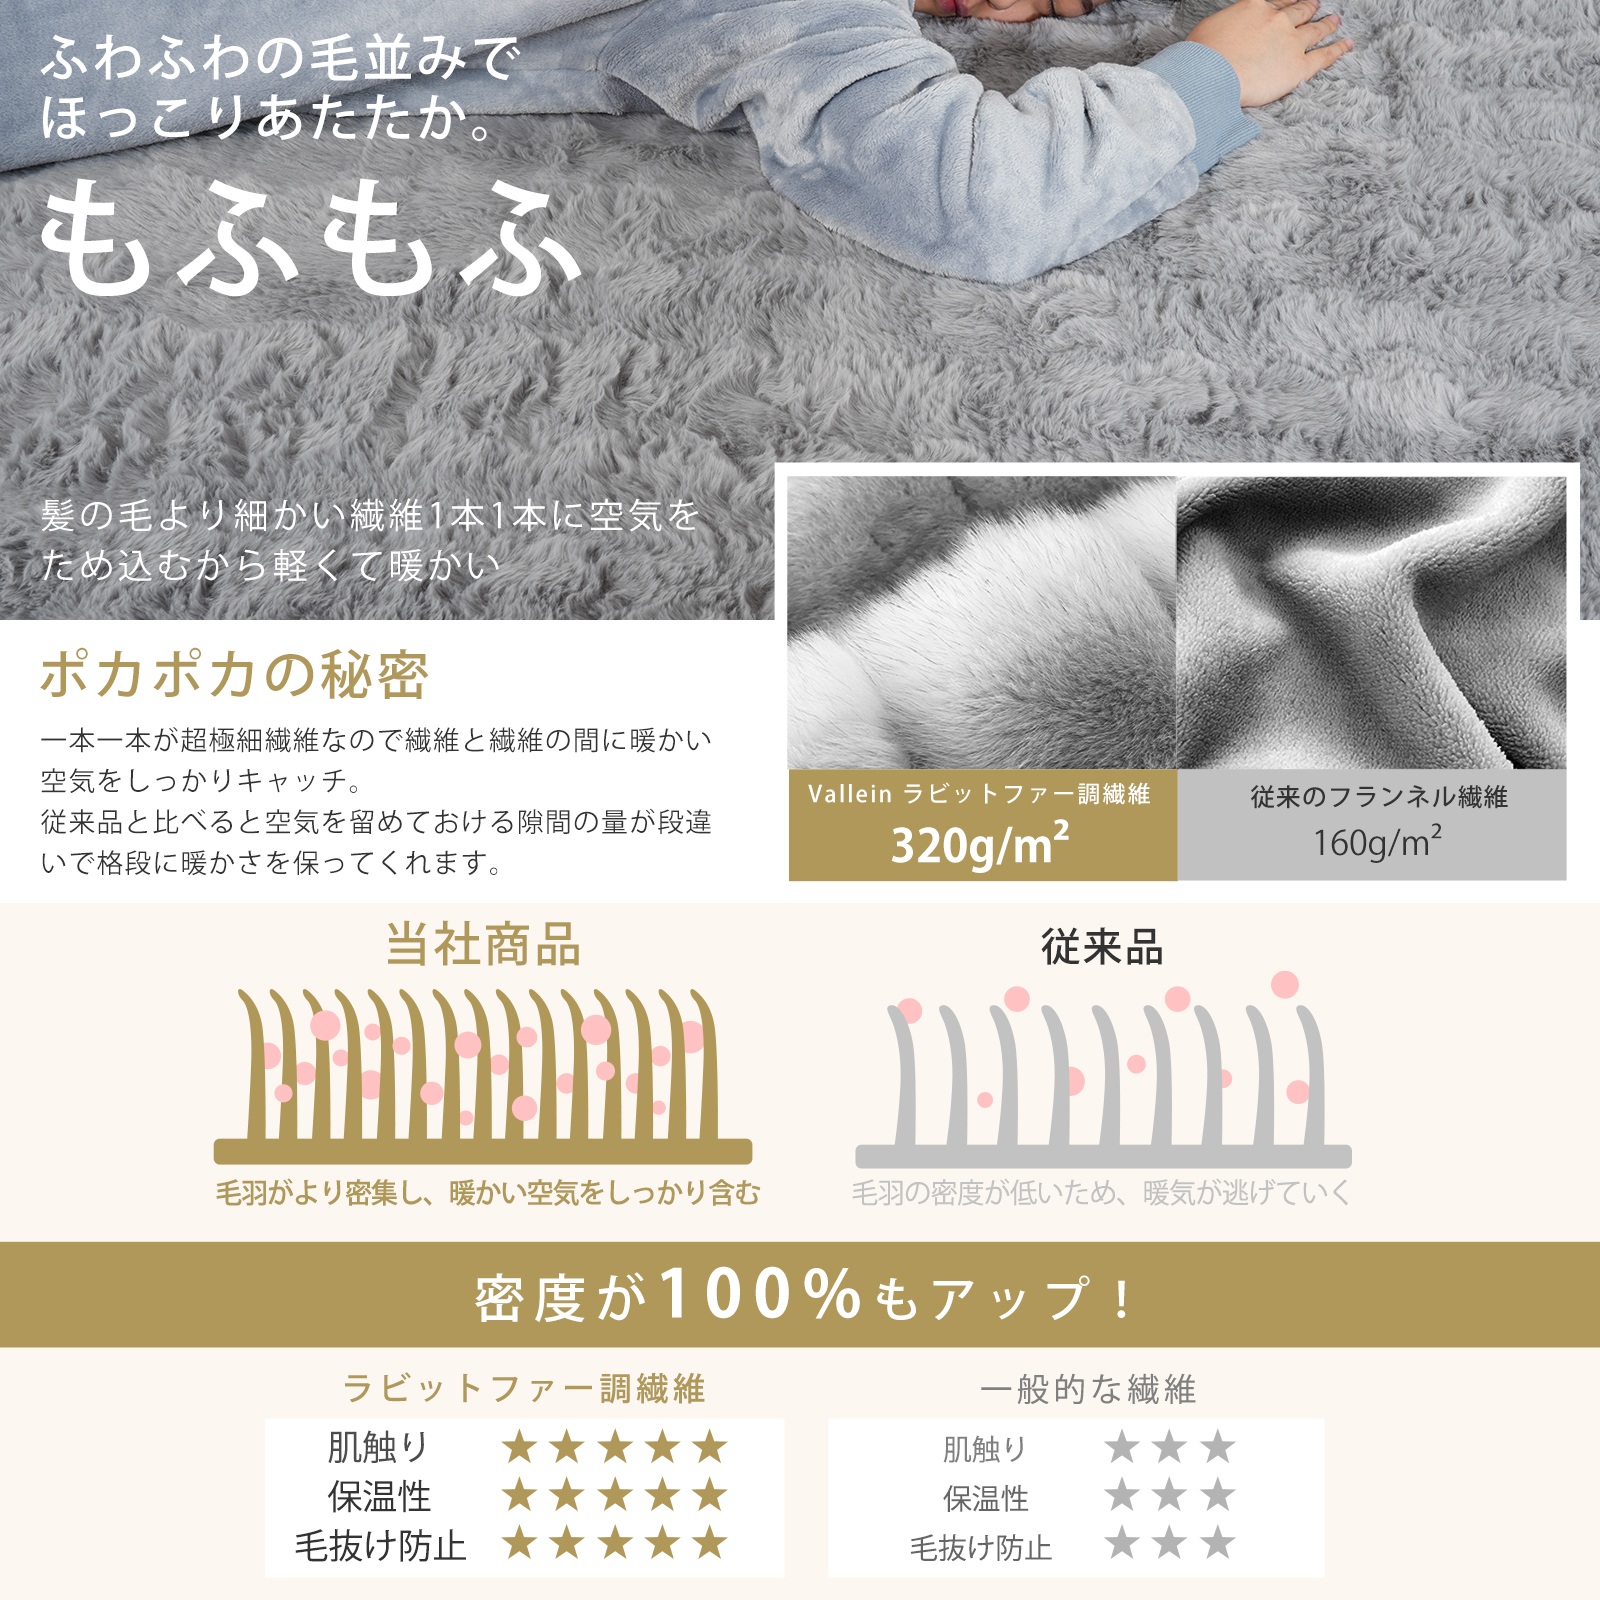 ふわふわの毛並みで
ほっこりあたたか。
もふもふ
髪の毛より細かい繊維1本1本に空気を
ため込むから軽くて暖かい
ポカポカの秘密
一本一本が超極細繊維なので繊維と繊維の間に暖かい
空気をしっかりキャッチ。
従来品と比べると空気を留めておける隙間の量が段違
いで格段に暖かさを保ってくれます。
Vallein ラビットファー調繊維
320g/m²
従来のフランネル繊維
160g/m²
当社商品
毛羽がより密集し、暖かい空気をしっかり含む
従来品
毛羽の密度が低いため、暖気が逃げていく
密度が100%もアップ！
ラビットファー調繊維
肌触り ★★★★★
保温性 ★★★★★
毛抜け防止 ★★★★★
一般的な繊維
肌触り ★★★
保温性 ★★★
毛抜け防止 ★★★